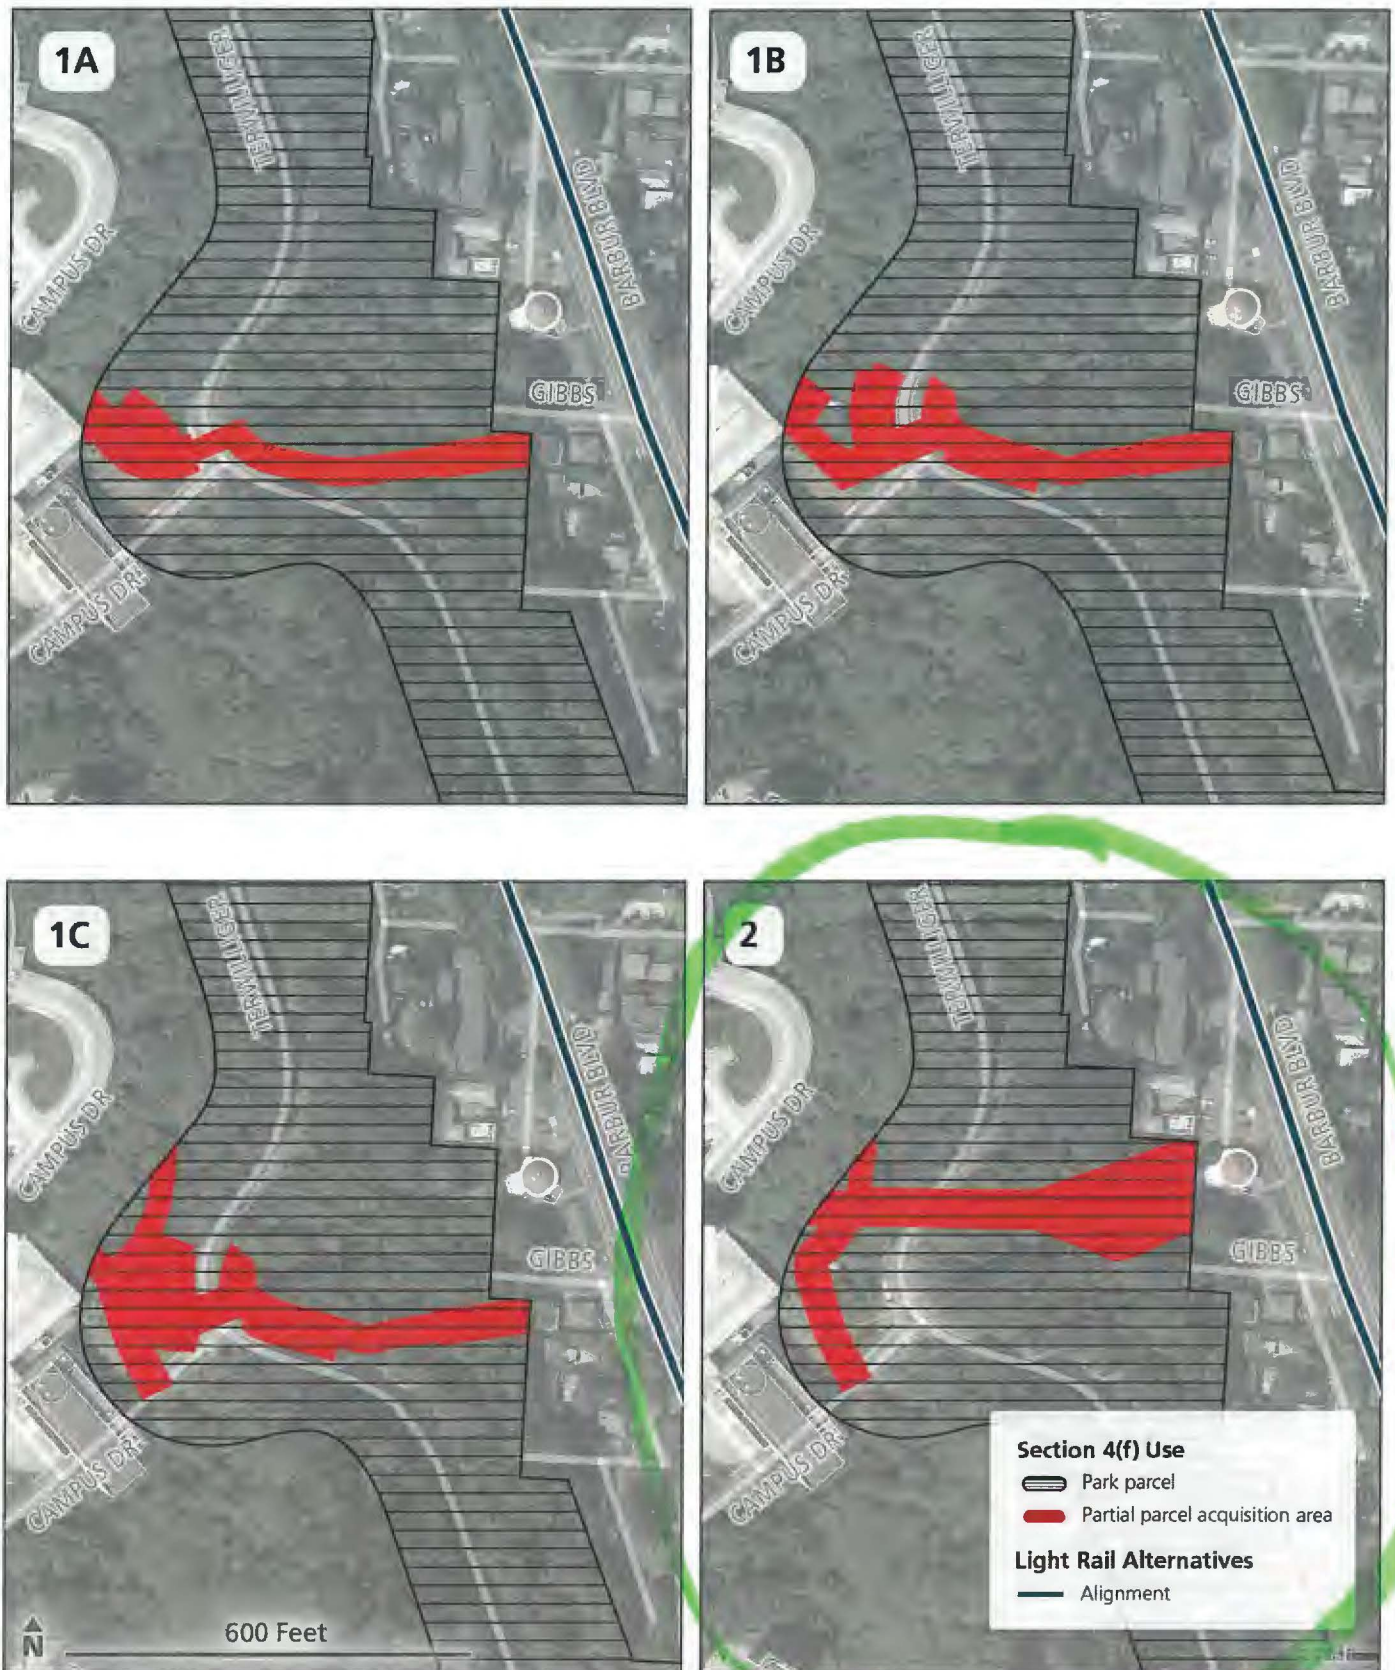 1A
TERWILLIGER
CAMPUS DR
BARBUR BLVD
GIBBS
CAMPUS DR
1B
TERWILLIGER
CAMPUS DR
BARBUR BLVD
GIBBS
CAMPUS DR
1C
TERWILLIGER
CAMPUS DR
BARBUR BLVD
GIBBS
CAMPUS DR
N
600 Feet
2
TERWILLIGER
CAMPUS DR
BARBUR BLVD
GIBBS
CAMPUS DR
Section 4(f) Use
Park parcel
Partial parcel acquisition area
Light Rail Alternatives
Alignment